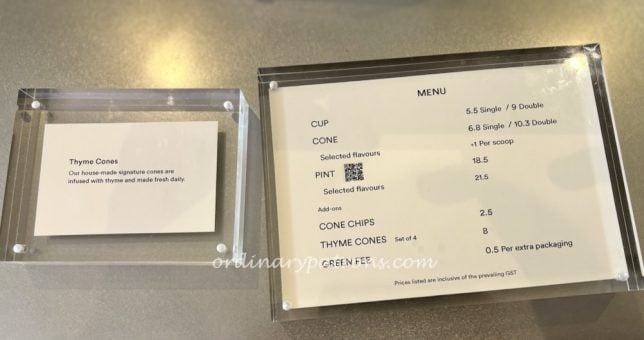 Thyme Cones
Our house-made signature cones are
infused with thyme and made fresh daily.
MENU
CUP 5.5 Single / 9 Double
CONE 6.8 Single / 10.3 Double
Selected flavours +1 Per scoop
PINT 18.5
Selected flavours 21.5
Add-ons
CONE CHIPS 2.5
THYME CONES Set of 4 8
GREEN FEE 0.5 Per extra packaging
Prices listed are inclusive of the prevailing GST
ordinarypatrons.com